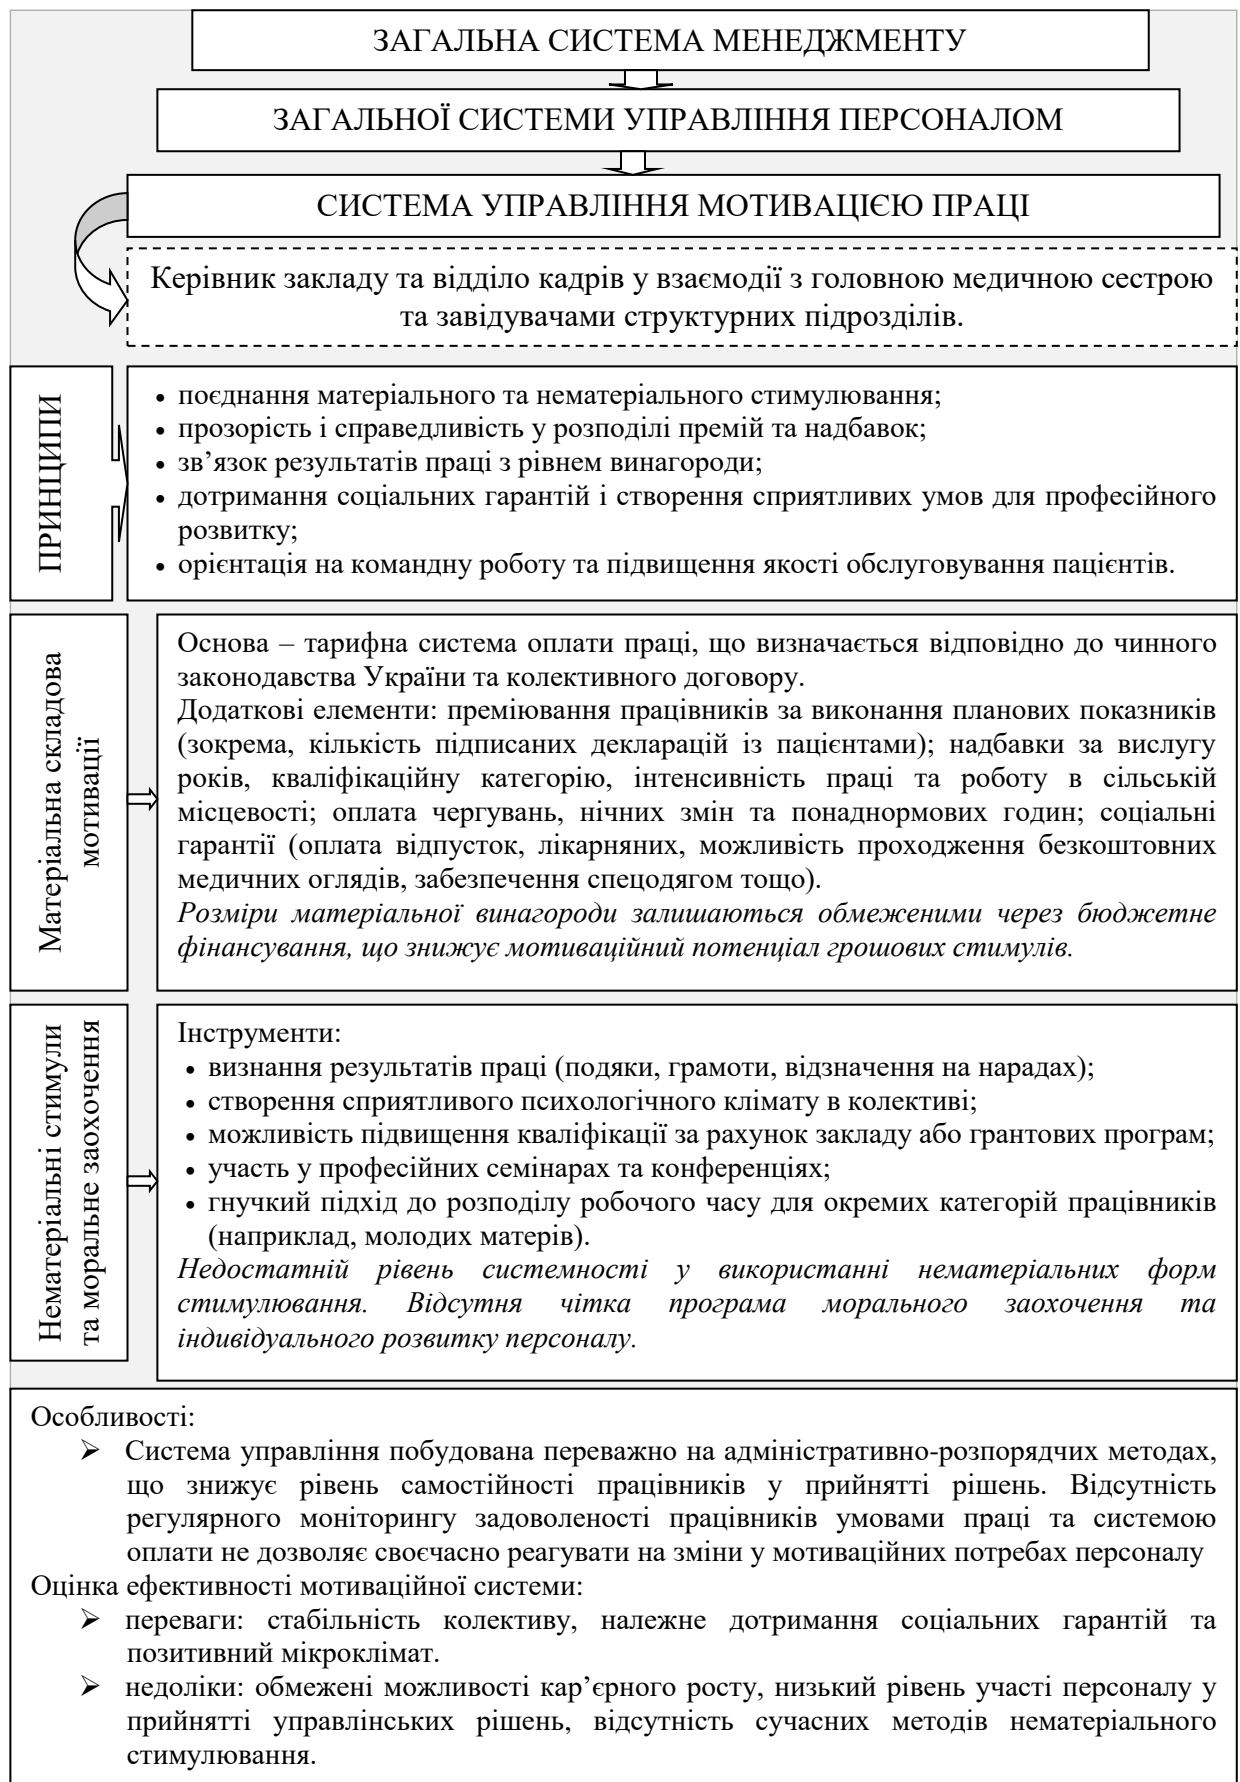 ЗАГАЛЬНА СИСТЕМА МЕНЕДЖМЕНТУ
ЗАГАЛЬНОЇ СИСТЕМИ УПРАВЛІННЯ ПЕРСОНАЛОМ
СИСТЕМА УПРАВЛІННЯ МОТИВАЦІЄЮ ПРАЦІ
Керівник закладу та відділо кадрів у взаємодії з головною медичною сестрою
та завідувачами структурних підрозділів.
ПРИНЦИПИ
• поєднання матеріального та нематеріального стимулювання;
• прозорість і справедливість у розподілі премій та надбавок;
• зв’язок результатів праці з рівнем винагороди;
• дотримання соціальних гарантій і створення сприятливих умов для професійного
розвитку;
• орієнтація на командну роботу та підвищення якості обслуговування пацієнтів.
Матеріальна складова
мотивації
Основа – тарифна система оплати праці, що визначається відповідно до чинного
законодавства України та колективного договору.
Додаткові елементи: преміювання працівників за виконання планових показників
(зокрема, кількість підписаних декларацій із пацієнтами); надбавки за вислугу
років, кваліфікаційну категорію, інтенсивність праці та роботу в сільській
місцевості; оплата чергувань, нічних змін та понаднормових годин; соціальні
гарантії (оплата відпусток, лікарняних, можливість проходження безкоштовних
медичних оглядів, забезпечення спецодягом тощо).
Розміри матеріальної винагороди залишаються обмеженими через бюджетне
фінансування, що знижує мотиваційний потенціал грошових стимулів.
Нематеріальні стимули
та моральне заохочення
Інструменти:
• визнання результатів праці (подяки, грамоти, відзначення на нарадах);
• створення сприятливого психологічного клімату в колективі;
• можливість підвищення кваліфікації за рахунок закладу або грантових програм;
• участь у професійних семінарах та конференціях;
• гнучкий підхід до розподілу робочого часу для окремих категорій працівників
(наприклад, молодих матерів).
Недостатній рівень системності у використанні нематеріальних форм
стимулювання. Відсутня чітка програма морального заохочення та
індивідуального розвитку персоналу.
Особливості:
➢ Система управління побудована переважно на адміністративно-розпорядчих методах,
що знижує рівень самостійності працівників у прийнятті рішень. Відсутність
регулярного моніторингу задоволеності працівників умовами праці та системою
оплати не дозволяє своєчасно реагувати на зміни у мотиваційних потребах персоналу
Оцінка ефективності мотиваційної системи:
➢ переваги: стабільність колективу, належне дотримання соціальних гарантій та
позитивний мікроклімат.
➢ недоліки: обмежені можливості кар’єрного росту, низький рівень участі персоналу у
прийнятті управлінських рішень, відсутність сучасних методів нематеріального
стимулювання.